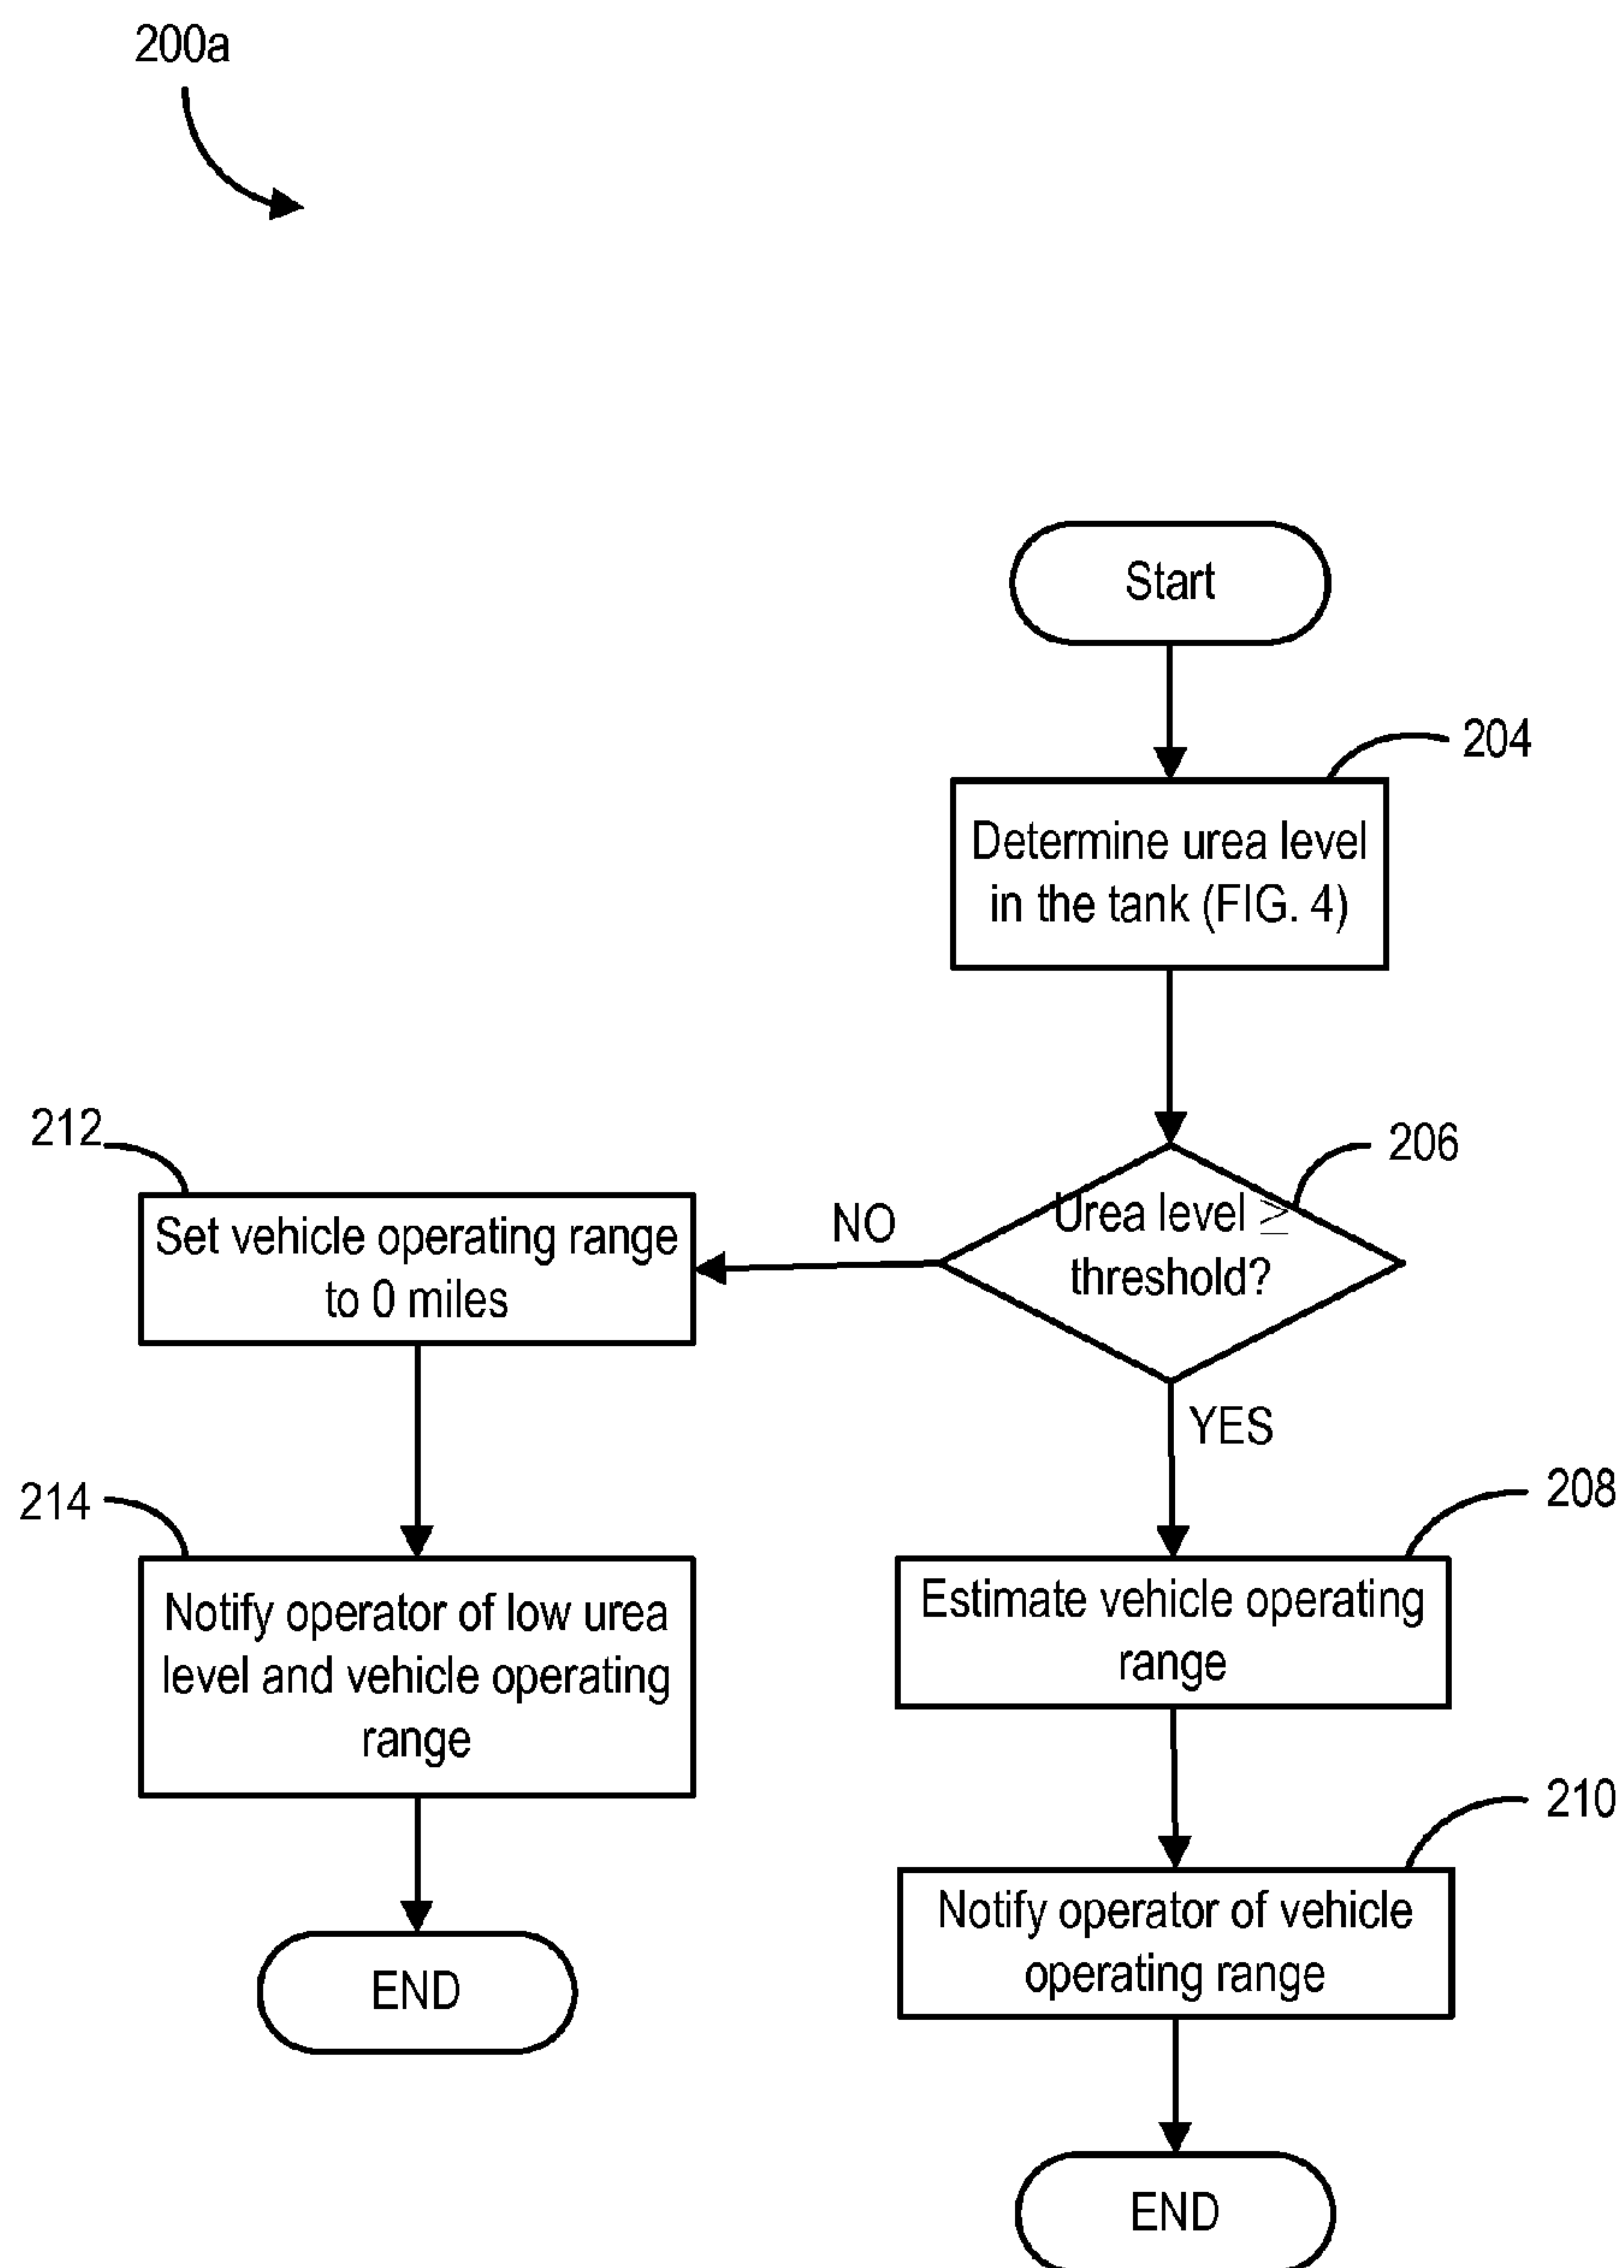 200a
Start
204
Determine urea level
in the tank (FIG. 4)
206
Urea level ≥
threshold?
NO
YES
212
Set vehicle operating range
to 0 miles
214
Notify operator of low urea
level and vehicle operating
range
END
208
Estimate vehicle operating
range
210
Notify operator of vehicle
operating range
END